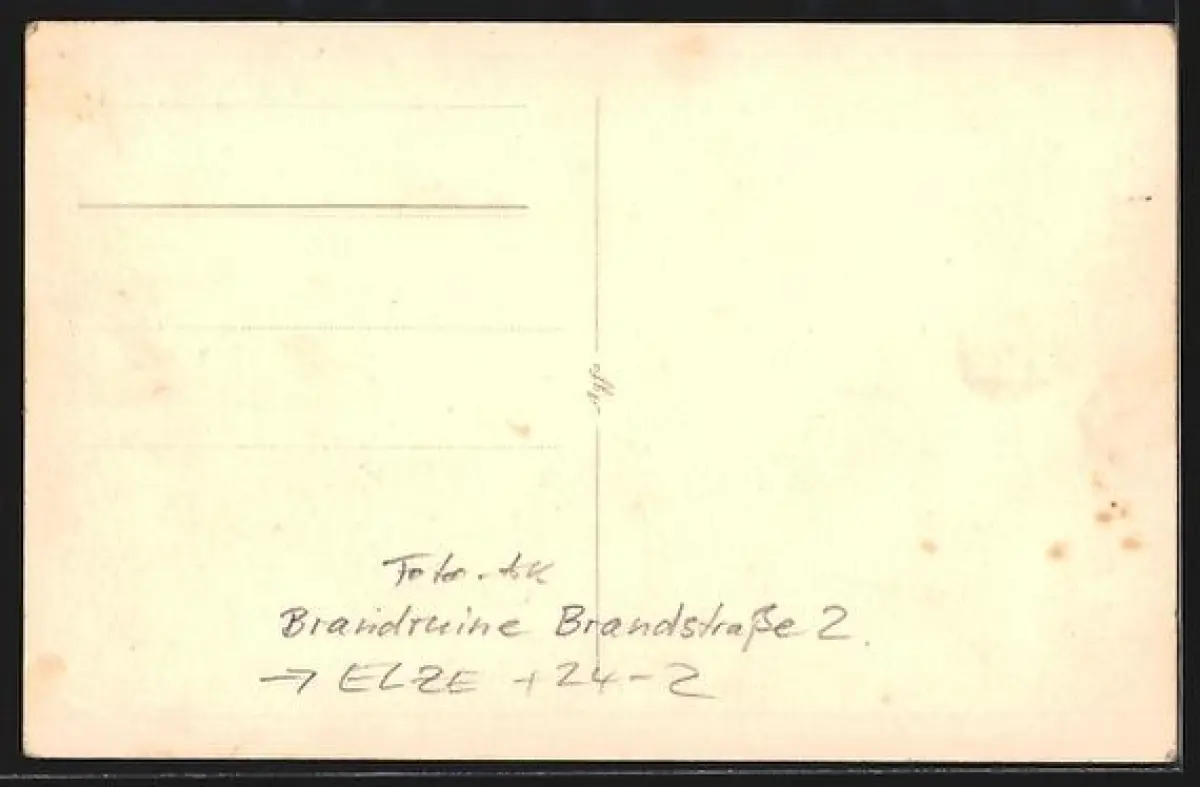 Foto-AK
Brandruine Brandstraße 2.
→ ELZE +24-2